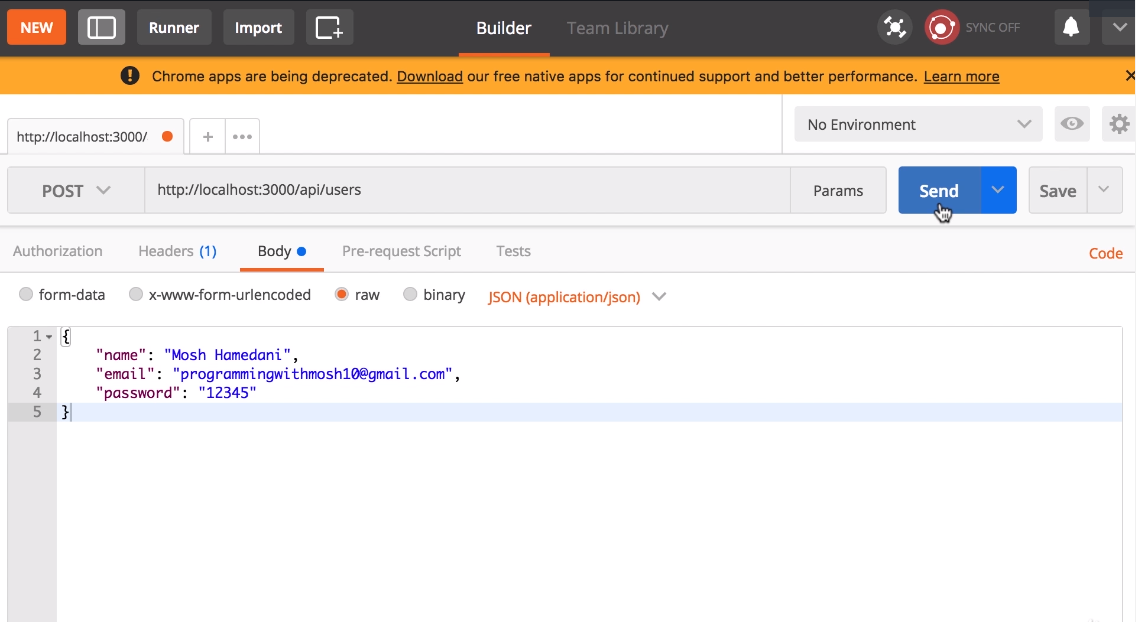 NEW Runner Import Builder Team Library SYNC OFF
Chrome apps are being deprecated. Download our free native apps for continued support and better performance. Learn more
http://localhost:3000/ + ••• No Environment
POST http://localhost:3000/api/users Params Send Save
Authorization Headers (1) Body Pre-request Script Tests Code
form-data x-www-form-urlencoded raw binary JSON (application/json)
1 {
2 "name": "Mosh Hamedani",
3 "email": "programmingwithmosh10@gmail.com",
4 "password": "12345"
5 }